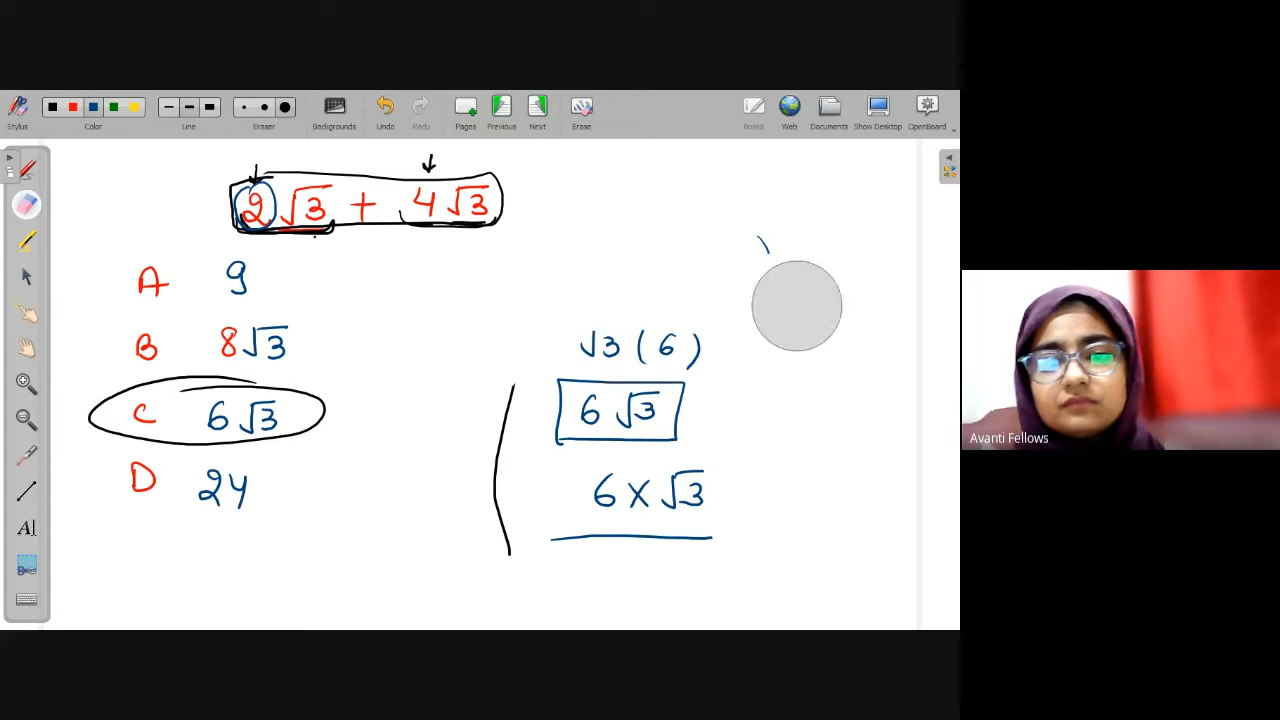 Stylus Color Line Eraser Backgrounds Undo Redo Pages Previous Next Erase Board Web Documents Show Desktop OpenBoard
2√3 + 4√3
A 9
B 8√3
C 6√3
D 24
√3 (6)
6√3
6 × √3
A
Avanti Fellows